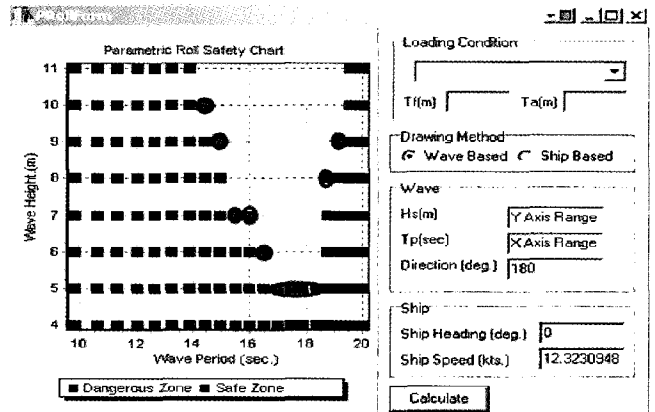 Parametric Roll Safety Chart
11
10
9
8
7
6
5
4
Wave Height.(m)
10
12
14
16
18
20
Wave Period (sec.)
Dangerous Zone
Safe Zone
Loading Condition
Tf(m)
Ta(m)
Drawing Method
Wave Based
Ship Based
Wave
Hs(m)
Y Axis Range
Tp(sec)
X Axis Range
Direction (deg.)
180
Ship
Ship Heading (deg.)
0
Ship Speed (kts.)
12.3230948
Calculate